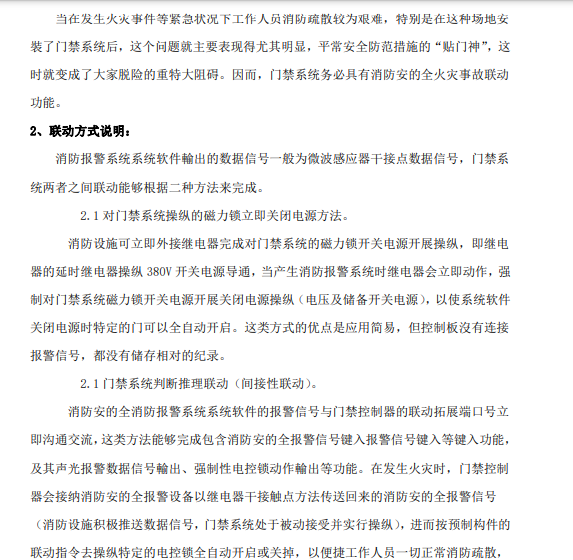 当在发生火灾事件等紧急状况下工作人员消防疏散较为艰难，特别是在这种场地安
装了门禁系统后，这个问题就主要表现得尤其明显，平常安全防范措施的“贴门神”，这
时就变成了大家脱险的重特大阻碍。因而，门禁系统务必具有消防安的全火灾事故联动
功能。
2、联动方式说明：
消防报警系统系统软件輸出的数据信号一般为微波感应器干接点数据信号，门禁系
统两者之间联动能够根据二种方法来完成。
2.1 对门禁系统操纵的磁力锁立即关闭电源方法。
消防设施可立即外接继电器完成对门禁系统的磁力锁开关电源开展操纵，即继电
器的延时继电器操纵 380V 开关电源导通，当产生消防报警系统时继电器会立即动作，强
制对门禁系统磁力锁开关电源开展关闭电源操纵（电压及储备开关电源），以使系统软件
关闭电源时特定的门可以全自动开启。这类方式的优点是应用简易，但控制板沒有连接
报警信号，都没有储存相对的纪录。
2.1 门禁系统判断推理联动（间接性联动）。
消防安的全消防报警系统系统软件的报警信号与门禁控制器的联动拓展端口号立
即沟通交流，这类方法能够完成包含消防安的全报警信号键入报警信号键入等键入功能，
及其声光报警数据信号輸出、强制性电控锁动作輸出等功能。在发生火灾时，门禁控制
器会接纳消防安的全报警设备以继电器干接触点方法传送回来的消防安的全报警信号
（消防设施积极推送数据信号，门禁系统处于被动接受并实行操纵），进而按预制构件的
联动指令去操纵特定的电控锁全自动开启或关掉，以便捷工作人员一切正常消防疏散，